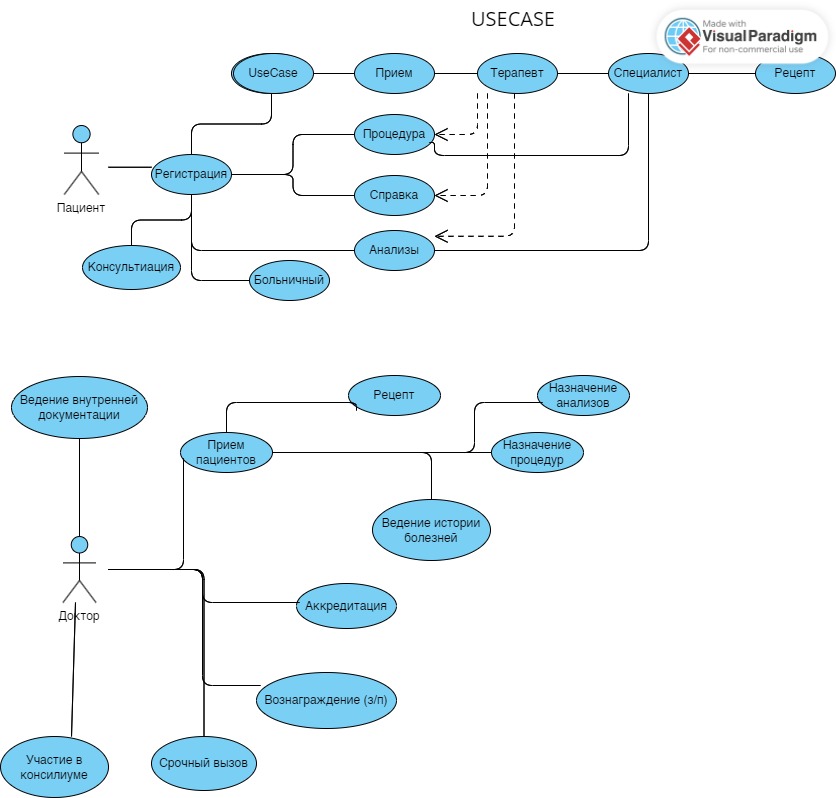 USECASE
Made with
VisualParadigm
For non-commercial use
UseCase
Прием
Терапевт
Специалист
Рецепт
Процедура
Регистрация
Справка
Пациент
Анализы
Консультиация
Больничный
Ведение внутренней
документации
Рецепт
Назначение
анализов
Прием
пациентов
Назначение
процедур
Ведение истории
болезней
Доктор
Аккредитация
Вознаграждение (з/п)
Участие в
консилиуме
Срочный вызов